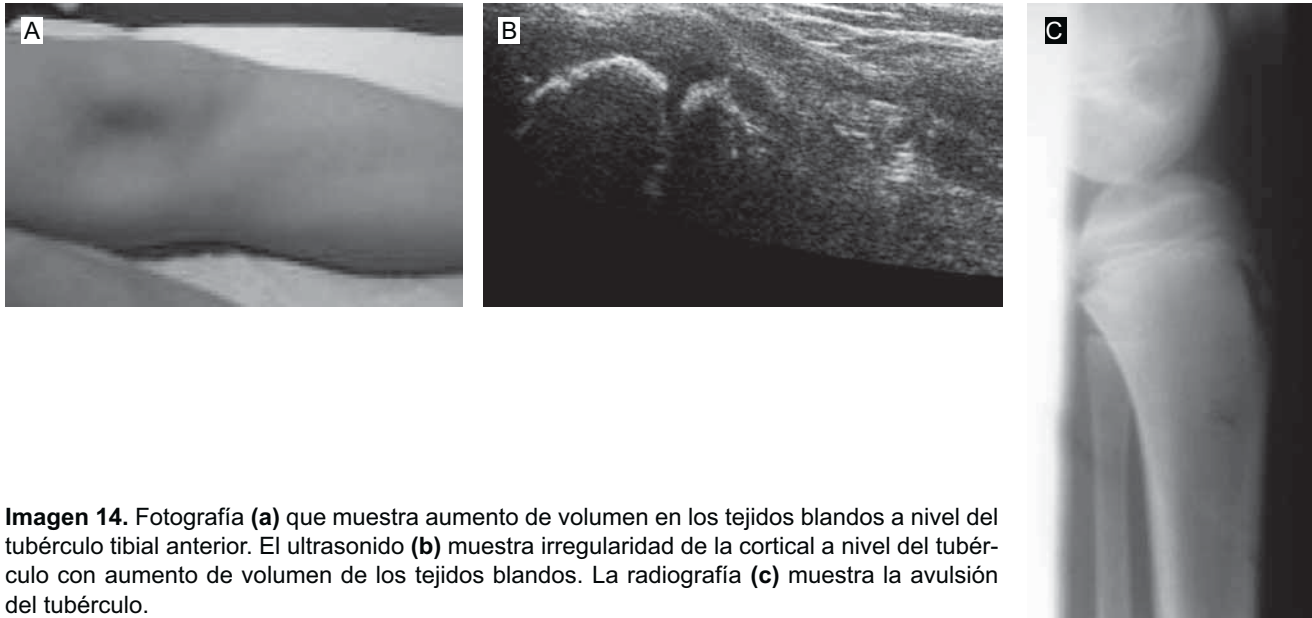 A
B
C
Imagen 14. Fotografía (a) que muestra aumento de volumen en los tejidos blandos a nivel del
tubérculo tibial anterior. El ultrasonido (b) muestra irregularidad de la cortical a nivel del tubér-
culo con aumento de volumen de los tejidos blandos. La radiografía (c) muestra la avulsión
del tubérculo.